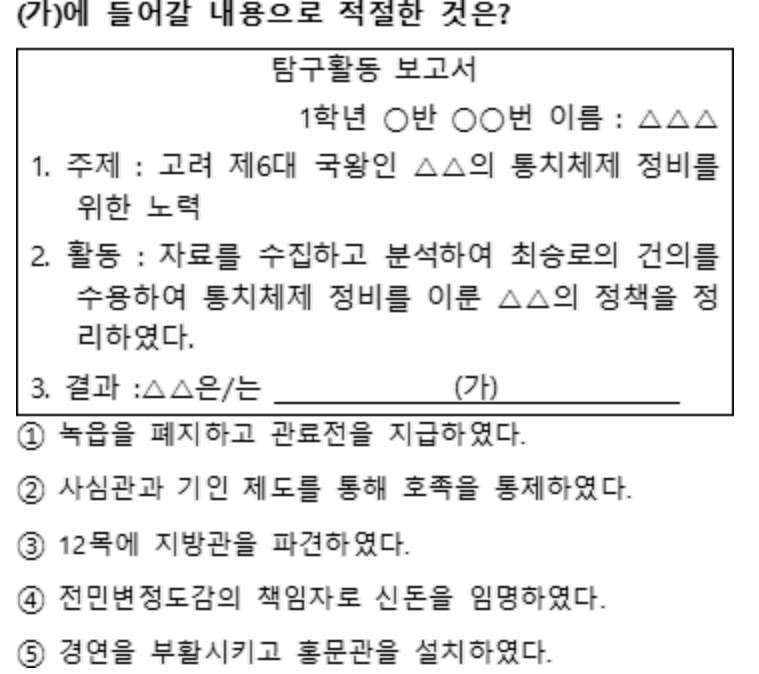 (가)에 들어갈 내용으로 적절한 것은?
탐구활동 보고서
1학년 ○반 ○○번 이름 : △△△
1. 주제 : 고려 제6대 국왕인 △△의 통치체제 정비를
위한 노력
2. 활동 : 자료를 수집하고 분석하여 최승로의 건의를
수용하여 통치체제 정비를 이룬 △△의 정책을 정
리하였다.
3. 결과 :△△은/는 ____________(가)____________
① 녹읍을 폐지하고 관료전을 지급하였다.
② 사심관과 기인 제도를 통해 호족을 통제하였다.
③ 12목에 지방관을 파견하였다.
④ 전민변정도감의 책임자로 신돈을 임명하였다.
⑤ 경연을 부활시키고 홍문관을 설치하였다.